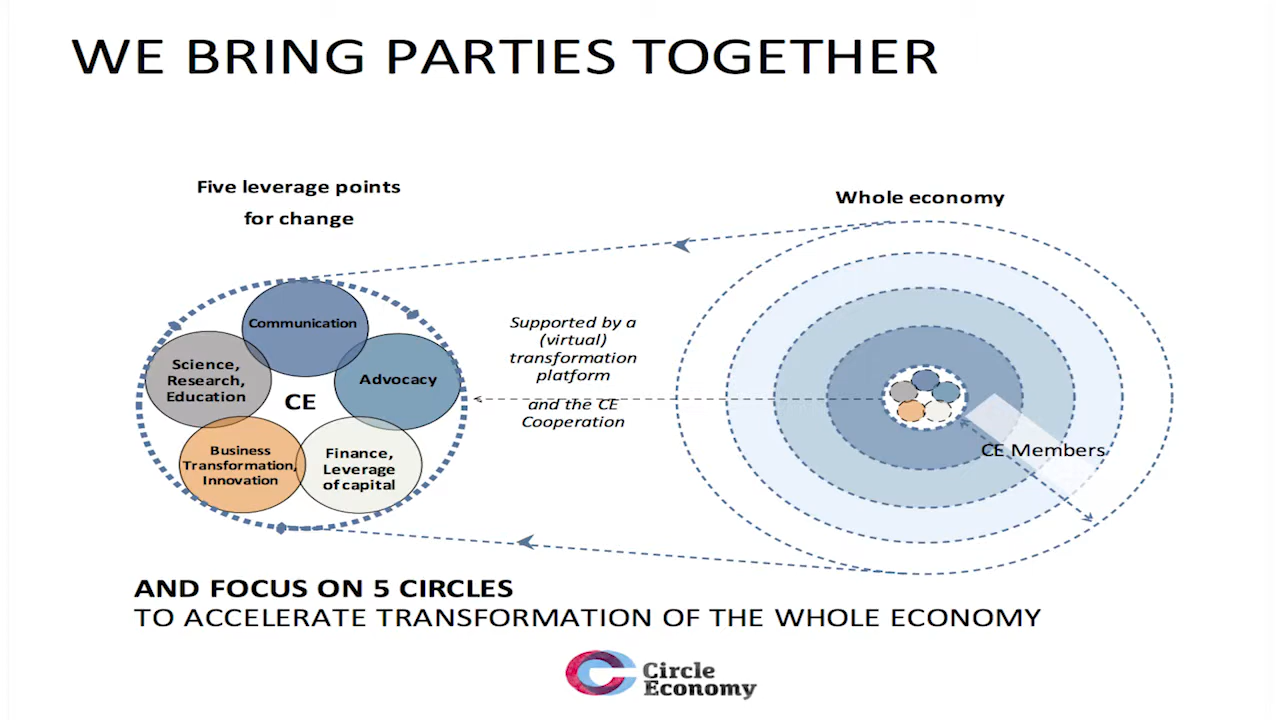 WE BRING PARTIES TOGETHER
Five leverage points
for change
Whole economy
Communication
Science,
Research,
Education
Advocacy
CE
Business
Transformation,
Innovation
Finance,
Leverage
of capital
Supported by a
(virtual)
transformation
platform
and the CE
Cooperation
CE Members
AND FOCUS ON 5 CIRCLES
TO ACCELERATE TRANSFORMATION OF THE WHOLE ECONOMY
Circle
Economy